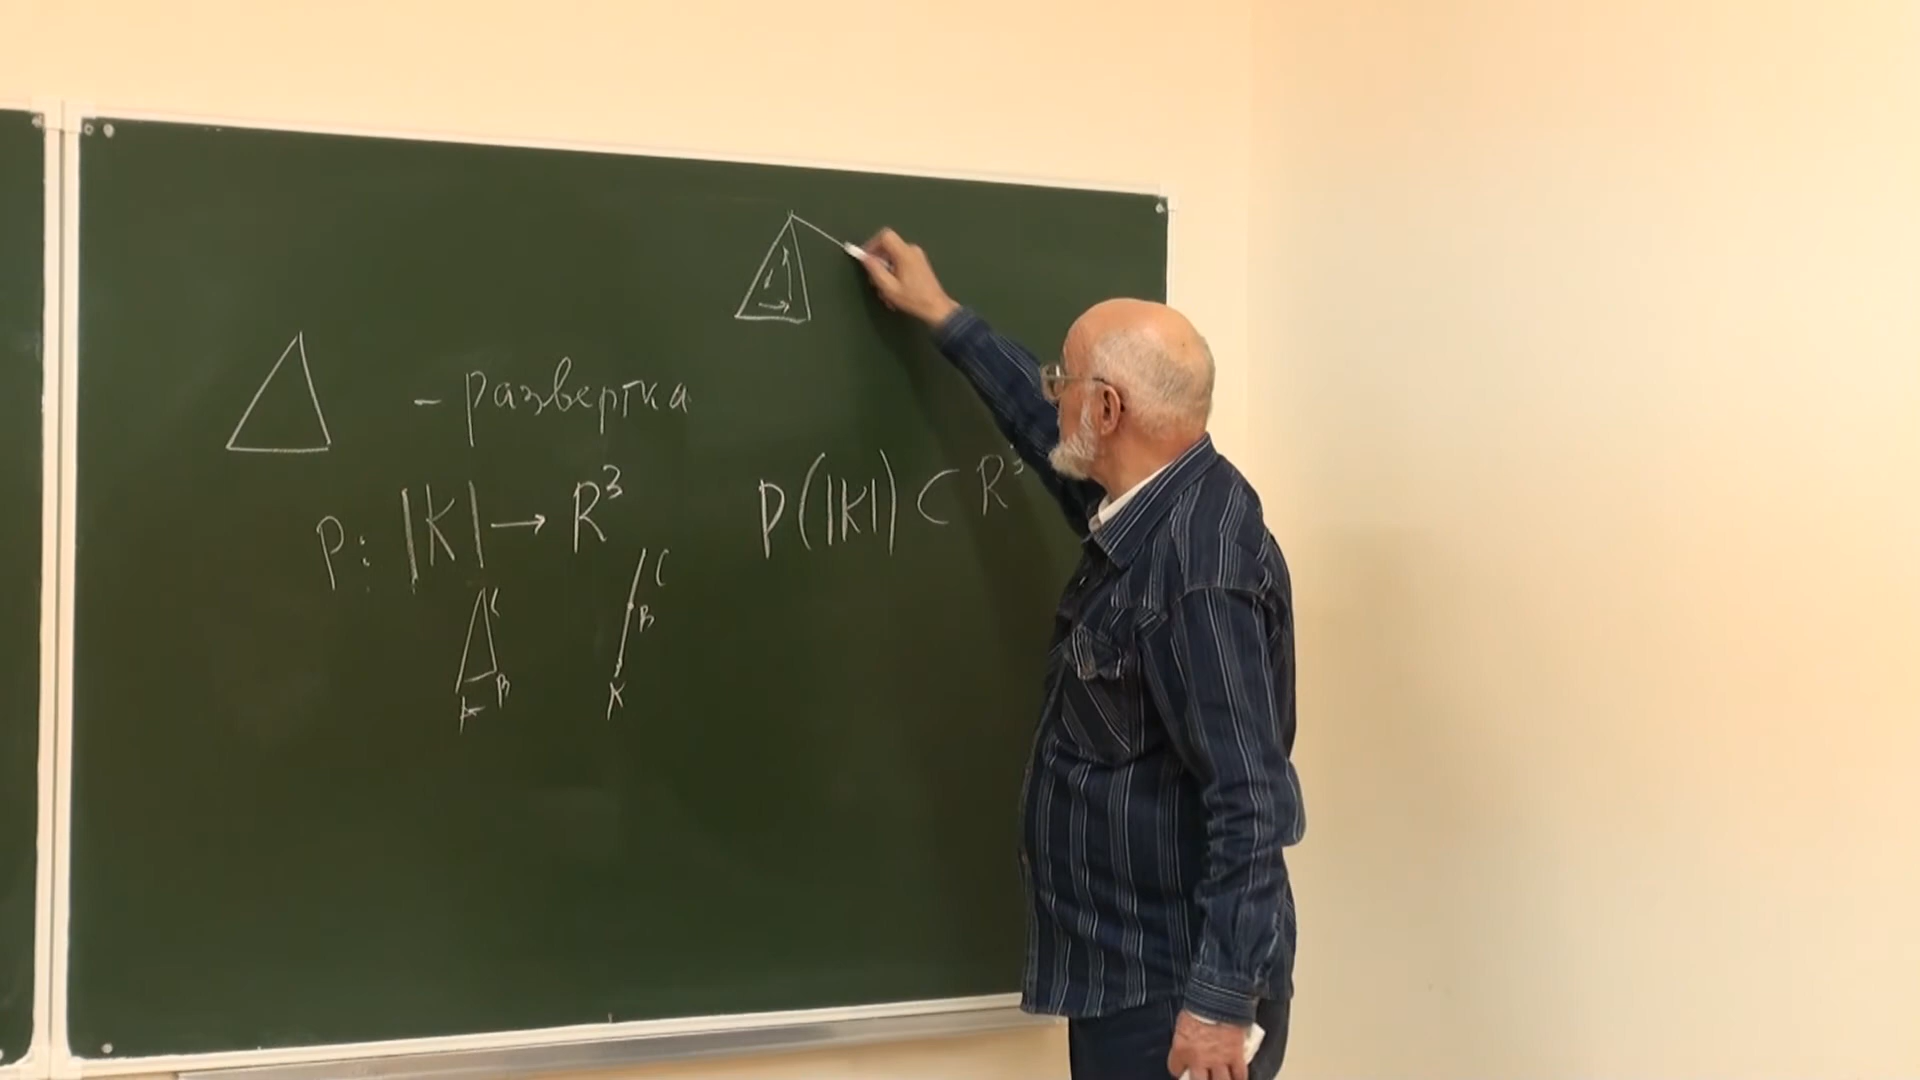 - развертка
P: |K| → R³
P(|K|) ⊂ R³
C
B
A
C
B
A